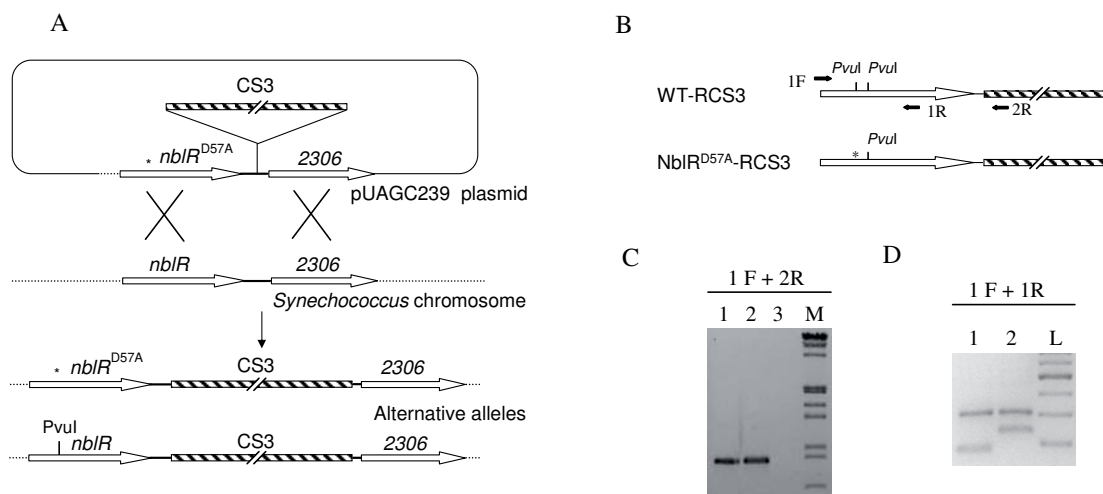 A
CS3
* nblR^D57A
2306
pUAGC239 plasmid
nblR
2306
Synechococcus chromosome
* nblR^D57A
CS3
2306
Alternative alleles
PvuI
nblR
CS3
2306
B
PvuI PvuI
1F
WT-RCS3
1R
2R
PvuI
NblR^D57A-RCS3
*
C
1 F + 2R
1 2 3 M
D
1 F + 1R
1 2 L